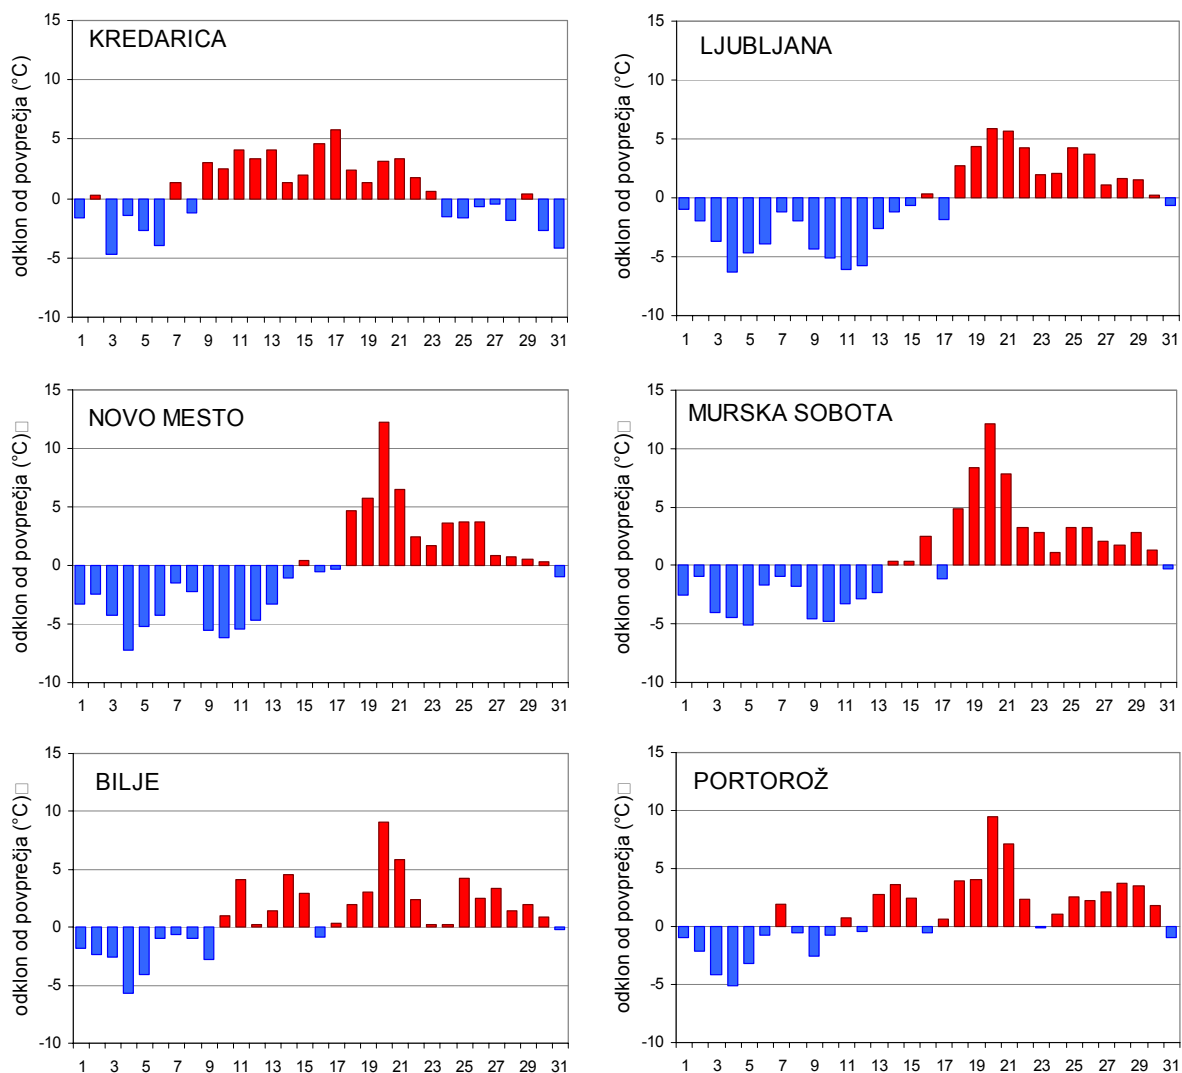 KREDARICA
odklon od povprečja (°C)
15
10
5
0
-5
-10
1 3 5 7 9 11 13 15 17 19 21 23 25 27 29 31
LJUBLJANA
odklon od povprečja (°C)
15
10
5
0
-5
-10
1 3 5 7 9 11 13 15 17 19 21 23 25 27 29 31
NOVO MESTO
odklon od povprečja (°C)□
15
10
5
0
-5
-10
1 3 5 7 9 11 13 15 17 19 21 23 25 27 29 31
MURSKA SOBOTA
odklon od povprečja (°C)□
15
10
5
0
-5
-10
1 3 5 7 9 11 13 15 17 19 21 23 25 27 29 31
BILJE
odklon od povprečja (°C)□
15
10
5
0
-5
-10
1 3 5 7 9 11 13 15 17 19 21 23 25 27 29 31
PORTOROŽ
odklon od povprečja (°C)□
15
10
5
0
-5
-10
1 3 5 7 9 11 13 15 17 19 21 23 25 27 29 31